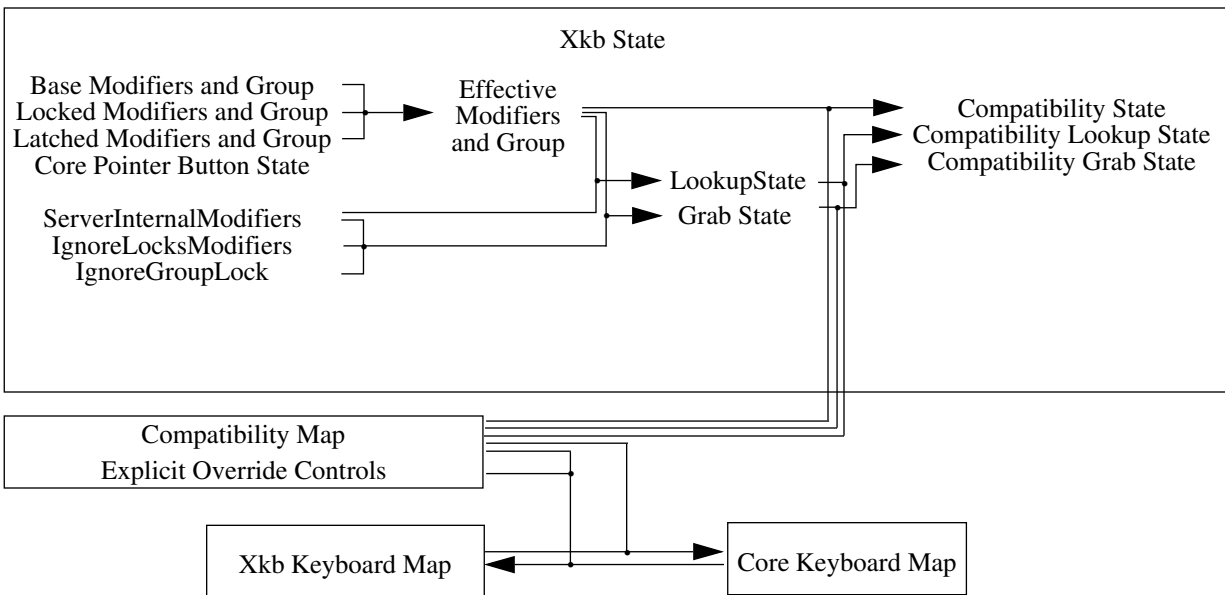 Xkb State
Base Modifiers and Group
Locked Modifiers and Group
Latched Modifiers and Group
Core Pointer Button State
ServerInternalModifiers
IgnoreLocksModifiers
IgnoreGroupLock
Effective
Modifiers
and Group
LookupState
Grab State
Compatibility State
Compatibility Lookup State
Compatibility Grab State
Compatibility Map
Explicit Override Controls
Xkb Keyboard Map
Core Keyboard Map